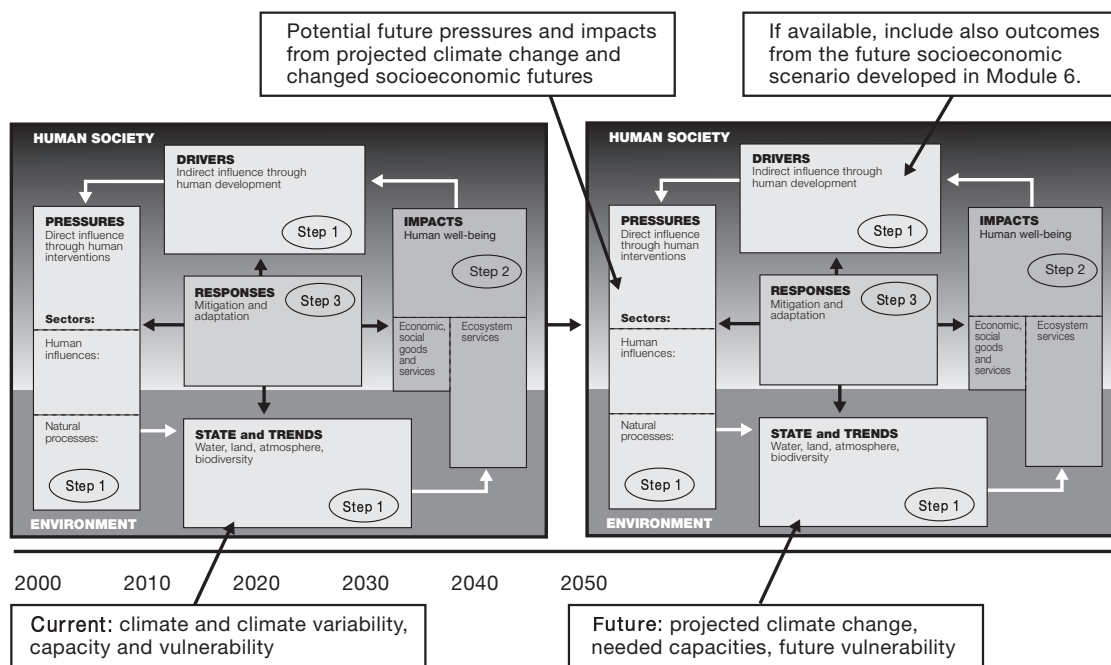 Potential future pressures and impacts
from projected climate change and
changed socioeconomic futures
If available, include also outcomes
from the future socioeconomic
scenario developed in Module 6.
HUMAN SOCIETY
DRIVERS
Indirect influence through
human development
Step 1
PRESSURES
Direct influence
through human
interventions
Sectors:
Human
influences:
Natural
processes:
Step 1
RESPONSES
Mitigation and
adaptation
Step 3
IMPACTS
Human well-being
Step 2
Economic,
social
goods
and
services
Ecosystem
services
STATE and TRENDS
Water, land, atmosphere,
biodiversity
Step 1
ENVIRONMENT
HUMAN SOCIETY
DRIVERS
Indirect influence through
human development
Step 1
PRESSURES
Direct influence
through human
interventions
Sectors:
Human
influences:
Natural
processes:
Step 1
RESPONSES
Mitigation and
adaptation
Step 3
IMPACTS
Human well-being
Step 2
Economic,
social
goods
and
services
Ecosystem
services
STATE and TRENDS
Water, land, atmosphere,
biodiversity
Step 1
ENVIRONMENT
2000 2010 2020 2030 2040 2050
Current: climate and climate variability,
capacity and vulnerability
Future: projected climate change,
needed capacities, future vulnerability